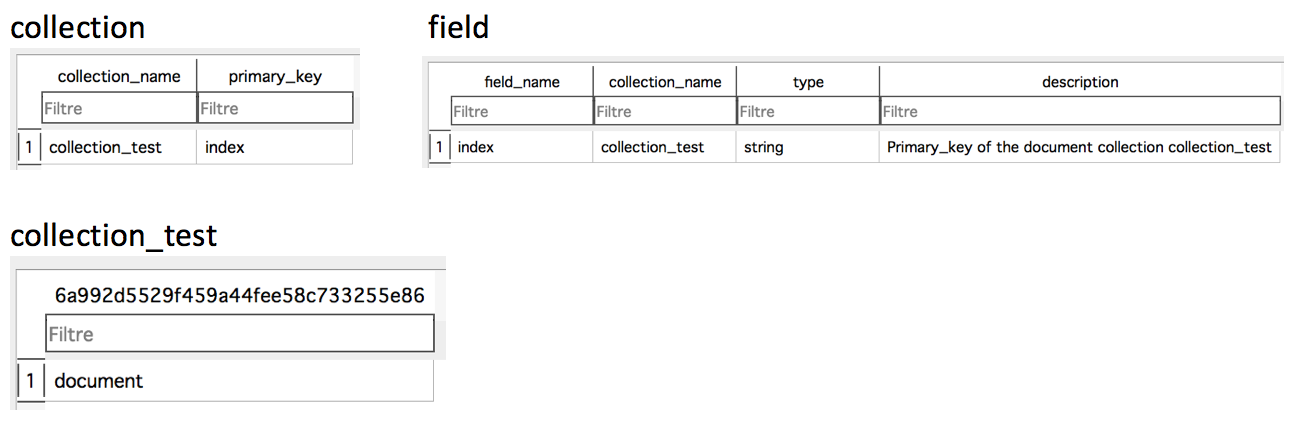 collection
collection_name primary_key
Filtre Filtre
1 collection_test index
field
field_name collection_name type description
Filtre Filtre Filtre Filtre
1 index collection_test string Primary_key of the document collection collection_test
collection_test
6a992d5529f459a44fee58c733255e86
Filtre
1 document